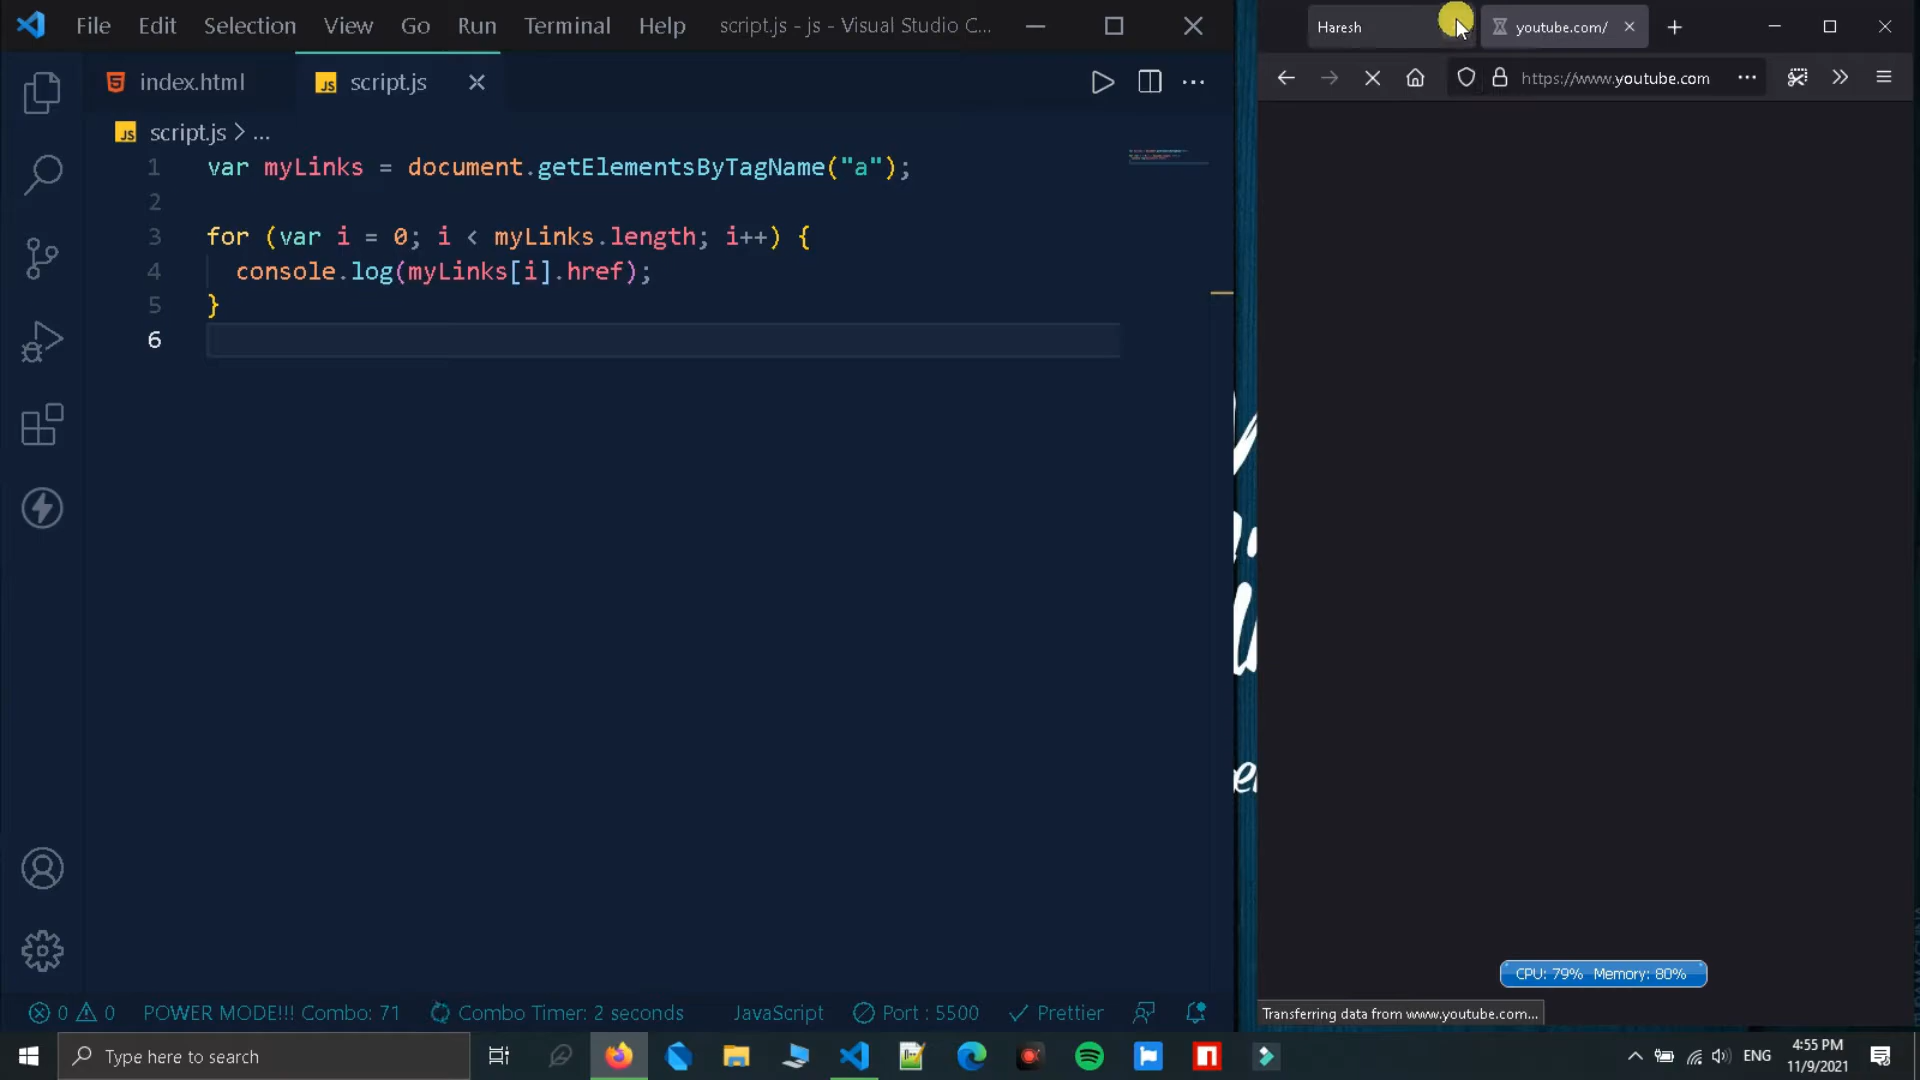 File Edit Selection View Go Run Terminal Help script.js - js - Visual Studio C...
index.html script.js
script.js > ...
1 var myLinks = document.getElementsByTagName("a");
2
3 for (var i = 0; i < myLinks.length; i++) {
4 console.log(myLinks[i].href);
5 }
6
0 0 POWER MODE!!! Combo: 71 Combo Timer: 2 seconds JavaScript Port : 5500 Prettier
Haresh youtube.com/
https://www.youtube.com
CPU: 79% Memory: 80%
Transferring data from www.youtube.com...
Type here to search
ENG
4:55 PM
11/9/2021